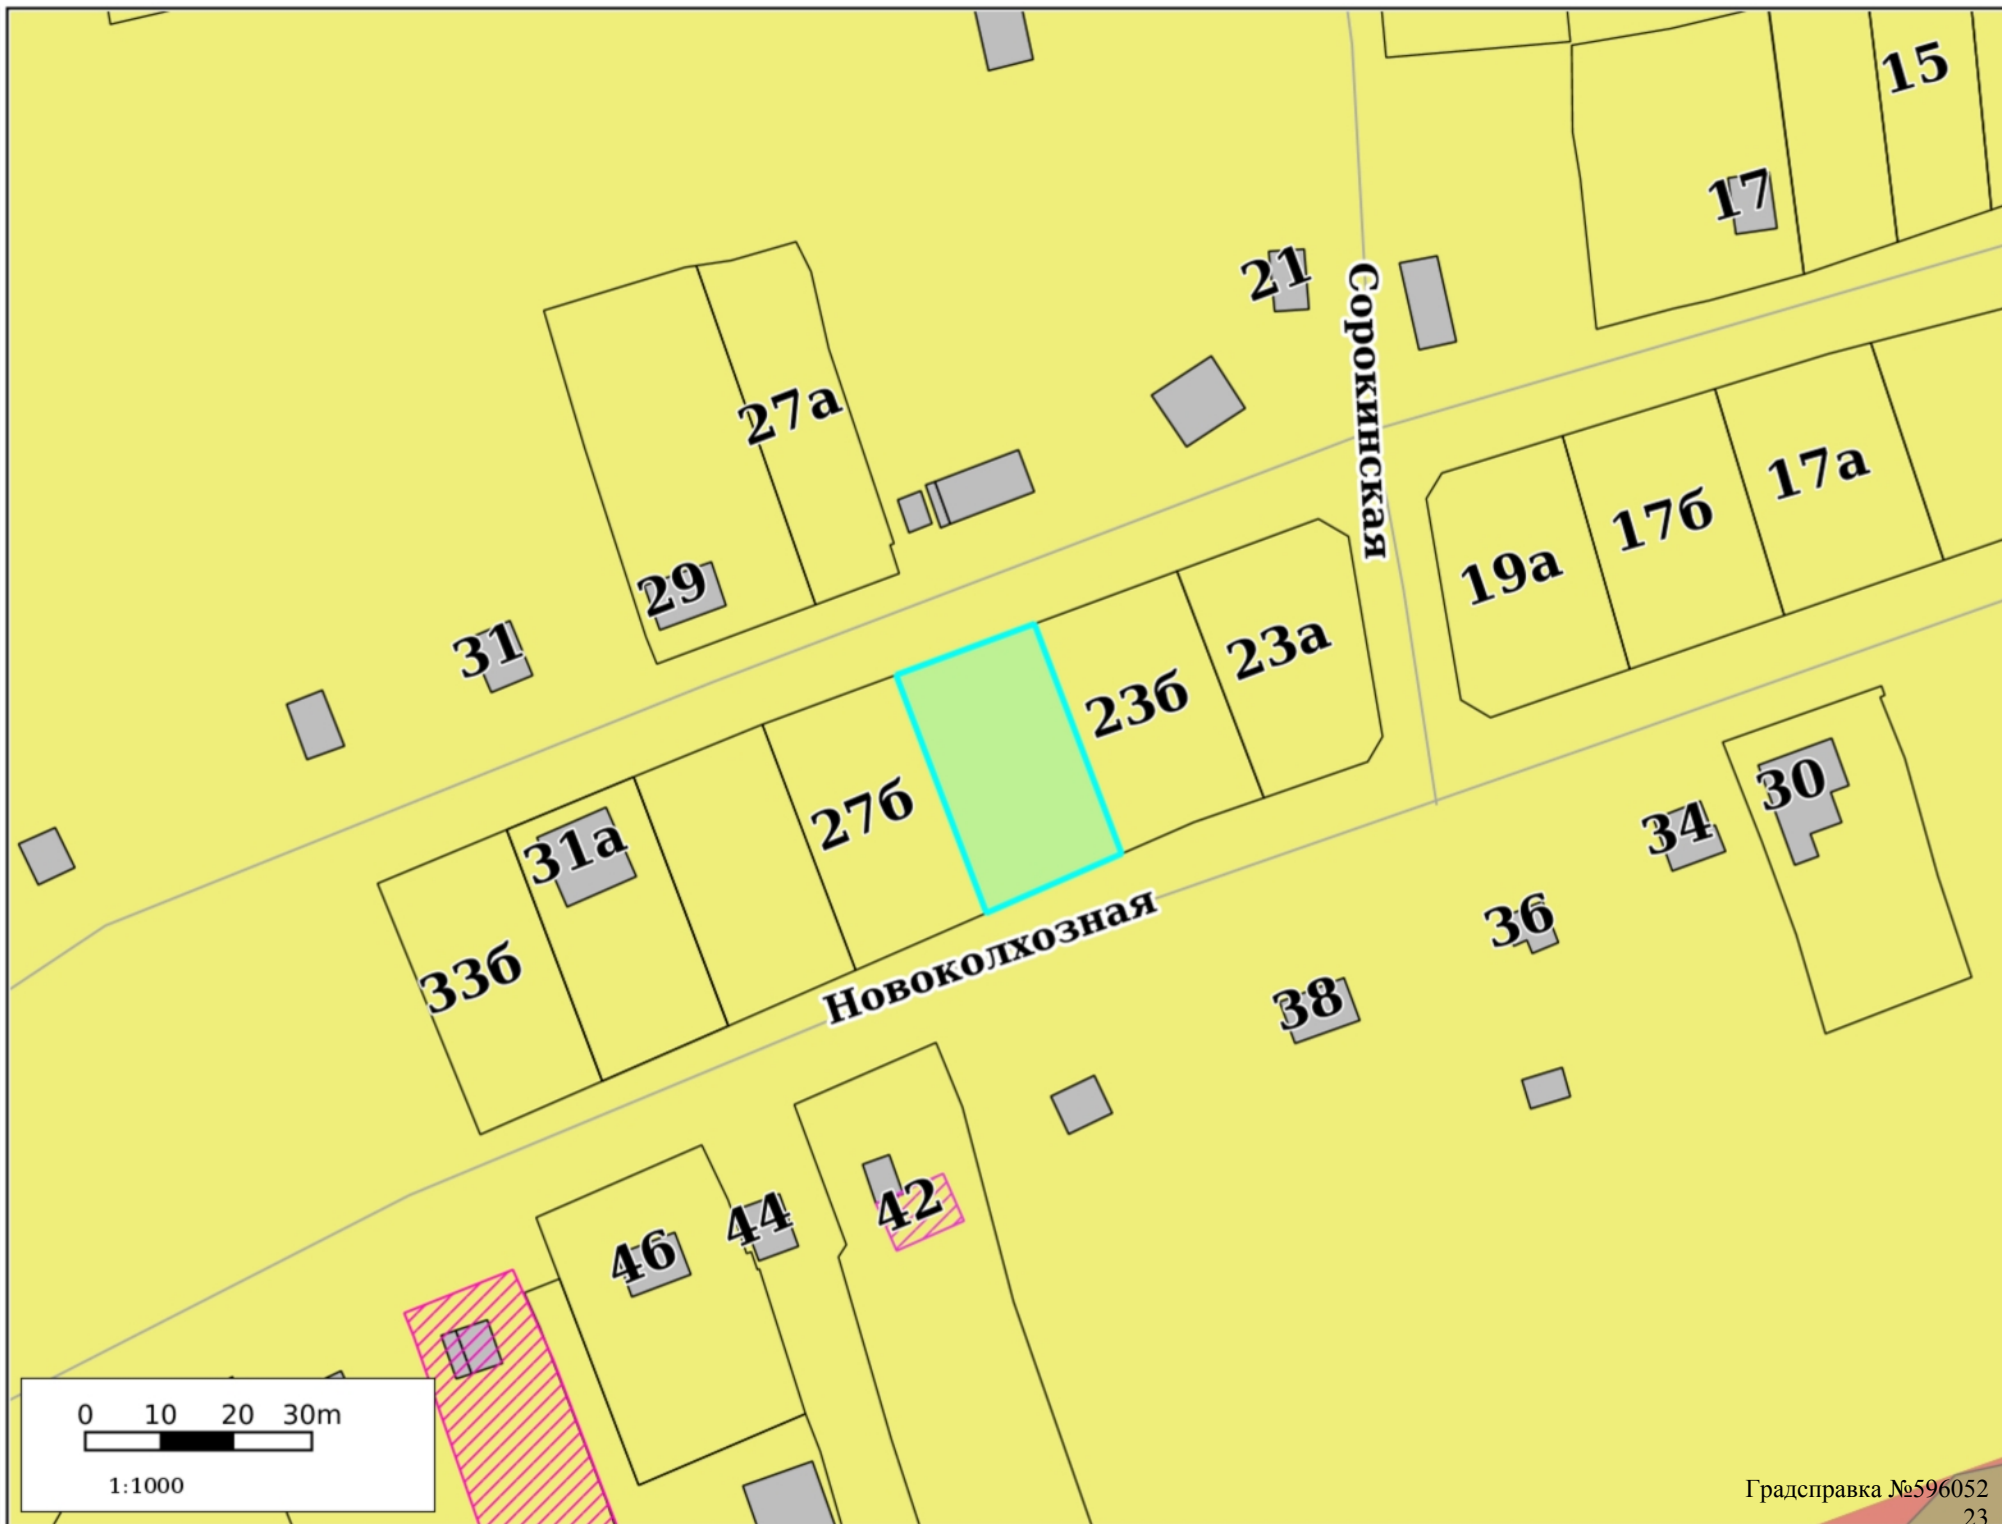 15
17
21
Сорокинская
27а
17а
17б
19а
29
31
23а
23б
27б
31а
30
34
36
33б
Новоколхозная
38
42
44
46
0 10 20 30m
1:1000
Градсправка №596052
23